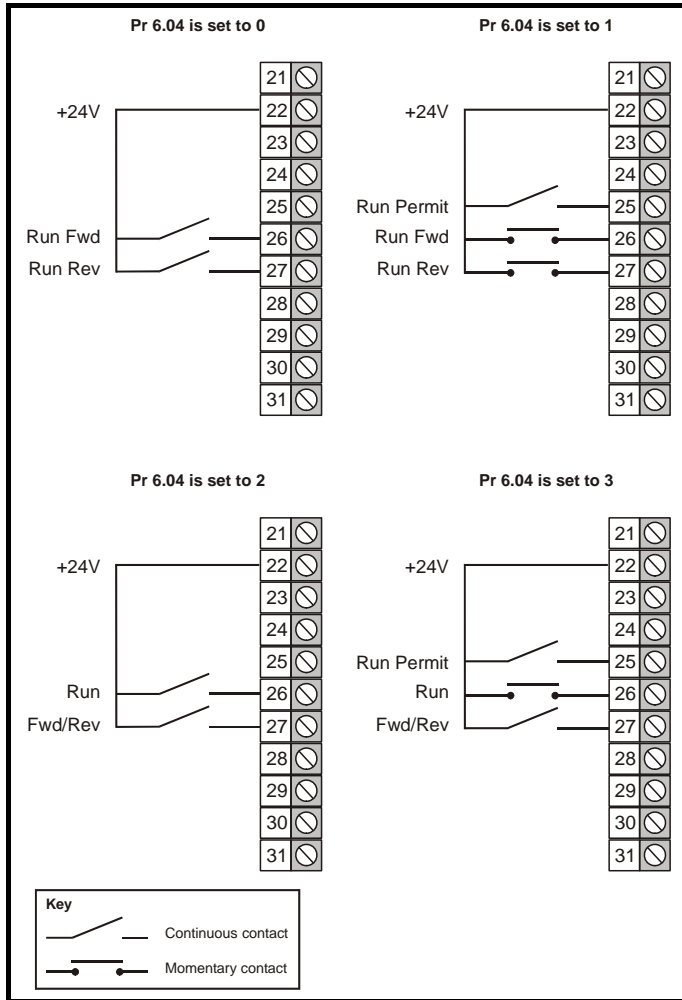 Pr 6.04 is set to 0
21
+24V 22
23
24
25
Run Fwd 26
Run Rev 27
28
29
30
31
Pr 6.04 is set to 1
21
+24V 22
23
24
Run Permit 25
Run Fwd 26
Run Rev 27
28
29
30
31
Pr 6.04 is set to 2
21
+24V 22
23
24
25
Run 26
Fwd/Rev 27
28
29
30
31
Pr 6.04 is set to 3
21
+24V 22
23
24
Run Permit 25
Run 26
Fwd/Rev 27
28
29
30
31
Key
Continuous contact
Momentary contact